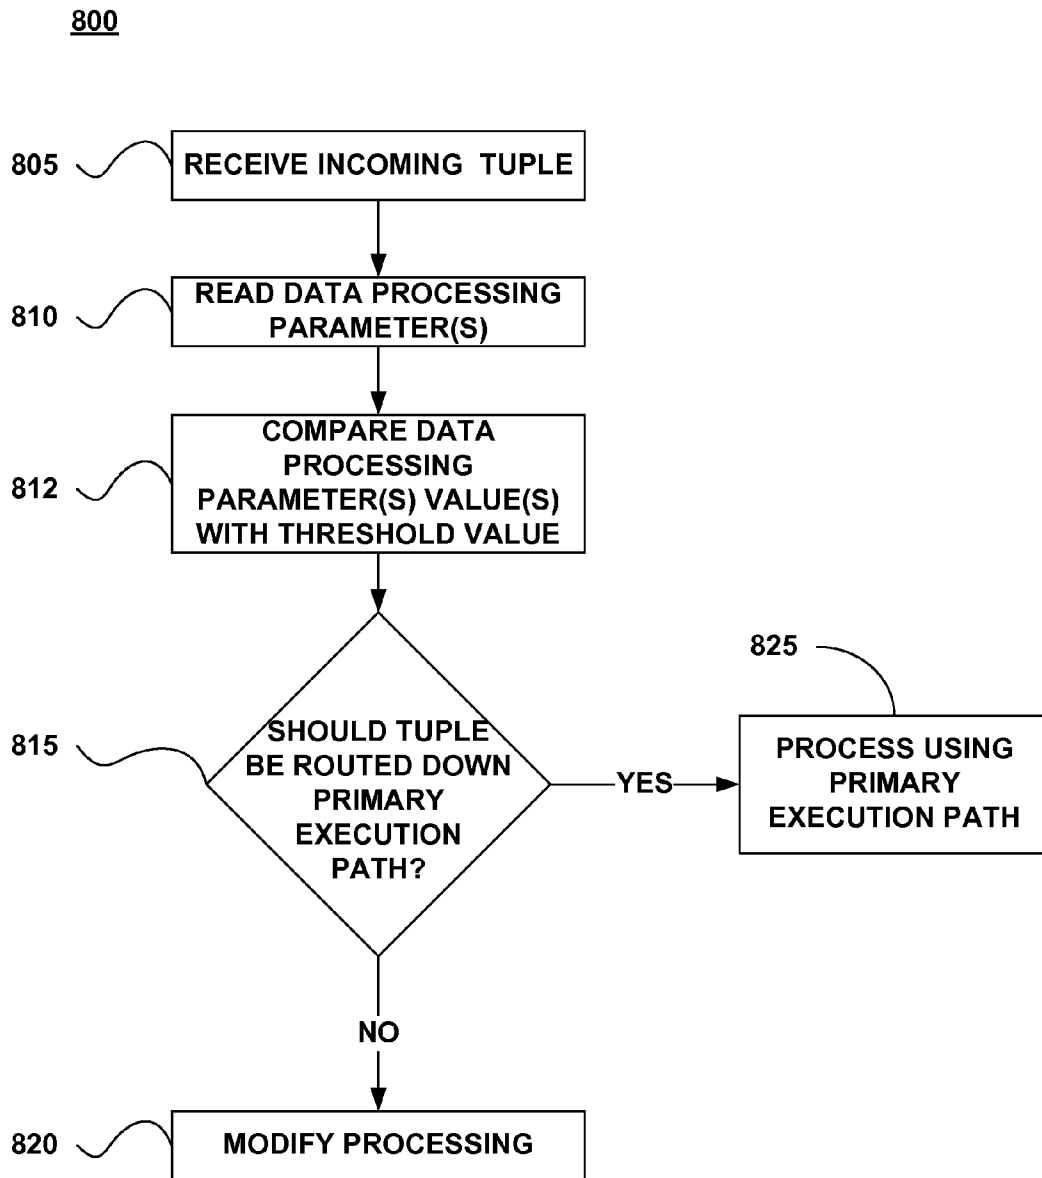 800
805
RECEIVE INCOMING TUPLE
810
READ DATA PROCESSING
PARAMETER(S)
812
COMPARE DATA
PROCESSING
PARAMETER(S) VALUE(S)
WITH THRESHOLD VALUE
815
SHOULD TUPLE
BE ROUTED DOWN
PRIMARY
EXECUTION
PATH?
YES
825
PROCESS USING
PRIMARY
EXECUTION PATH
NO
820
MODIFY PROCESSING